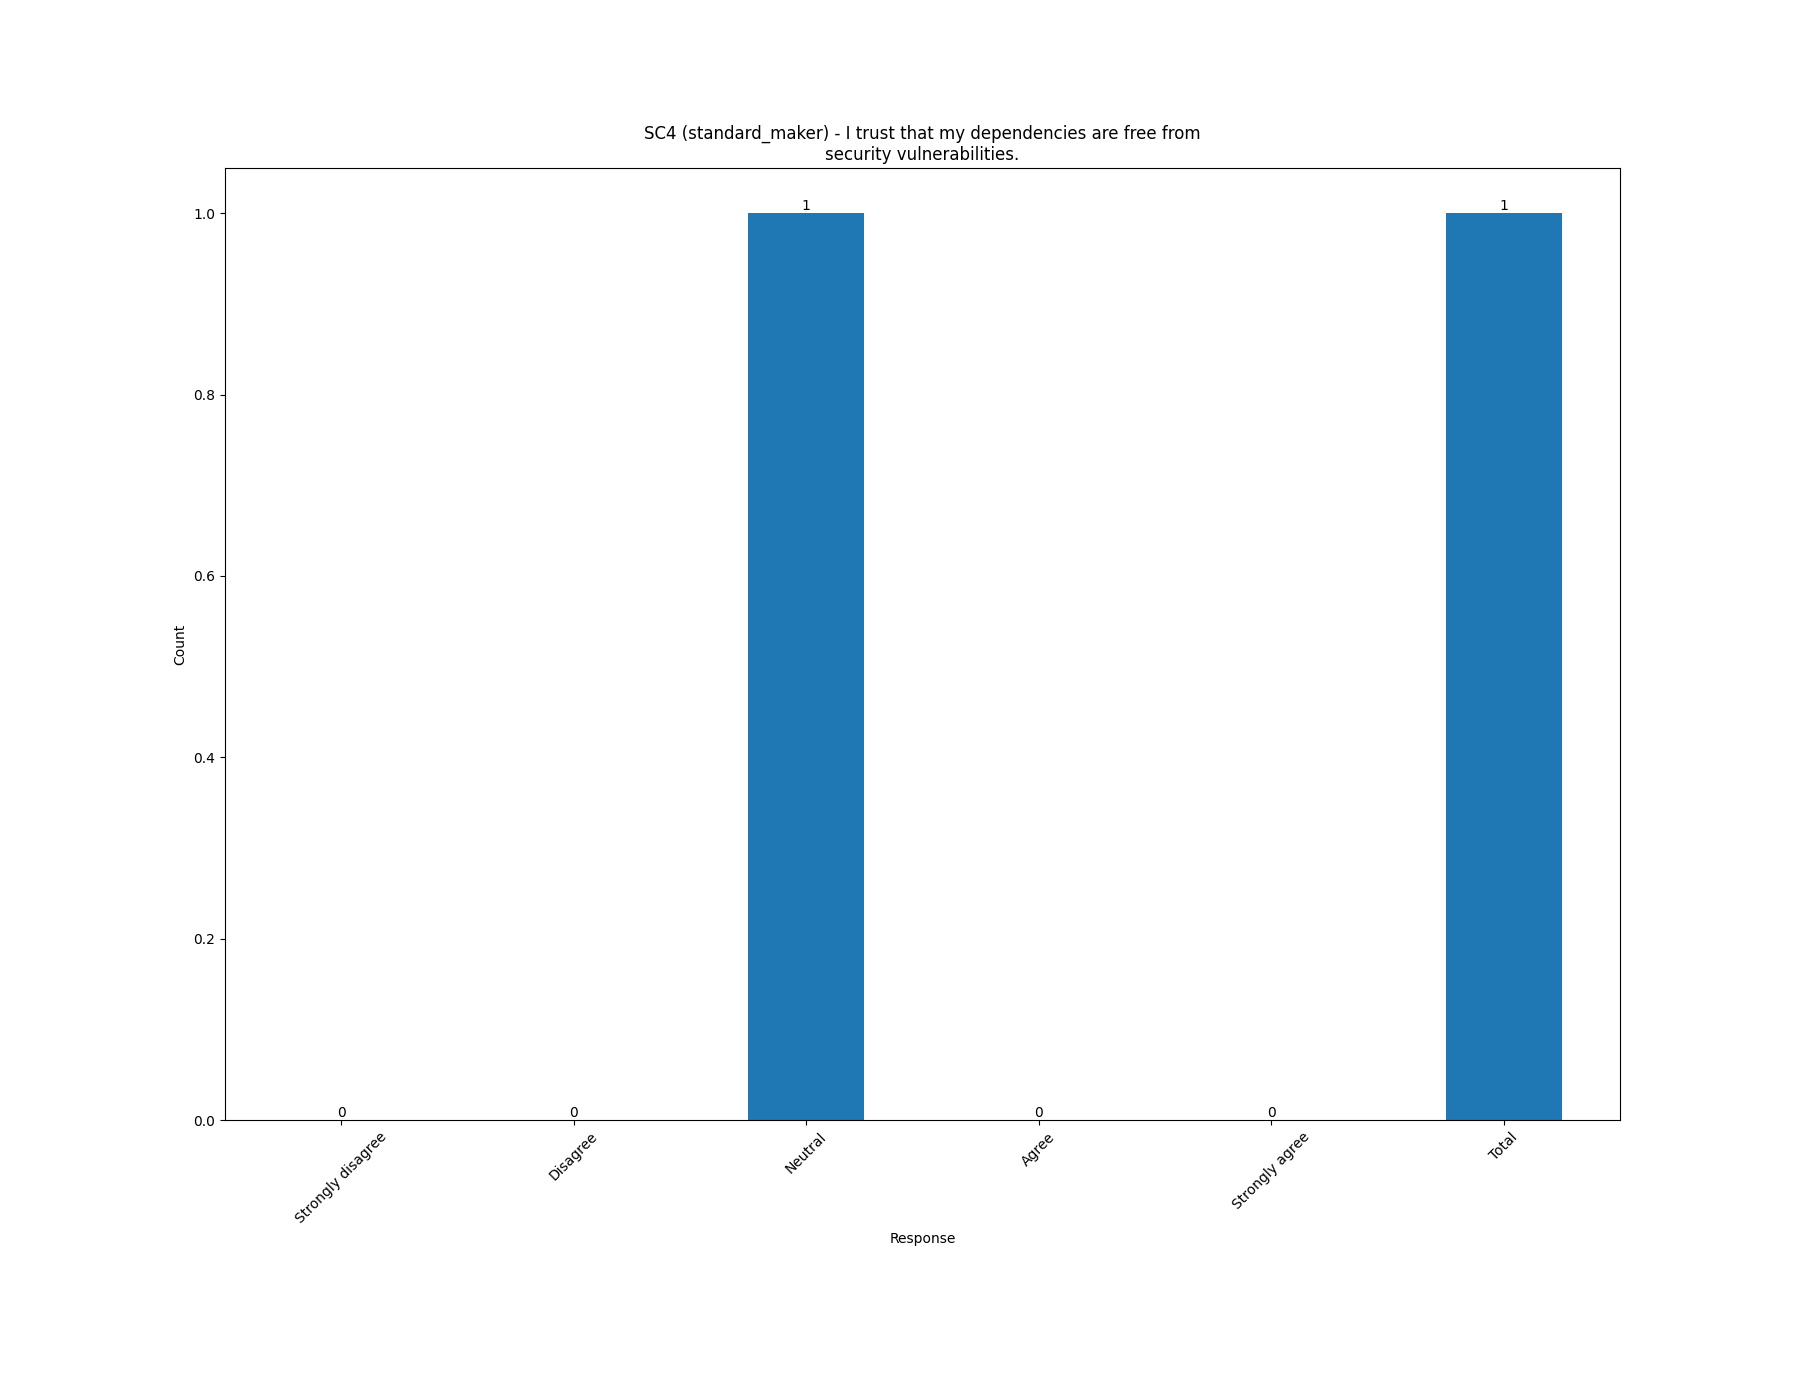 SC4 (standard_maker) - I trust that my dependencies are free from
security vulnerabilities.
1.0
0.8
0.6
0.4
0.2
0.0
Count
0
0
1
0
0
1
Strongly disagree
Disagree
Neutral
Agree
Strongly agree
Total
Response